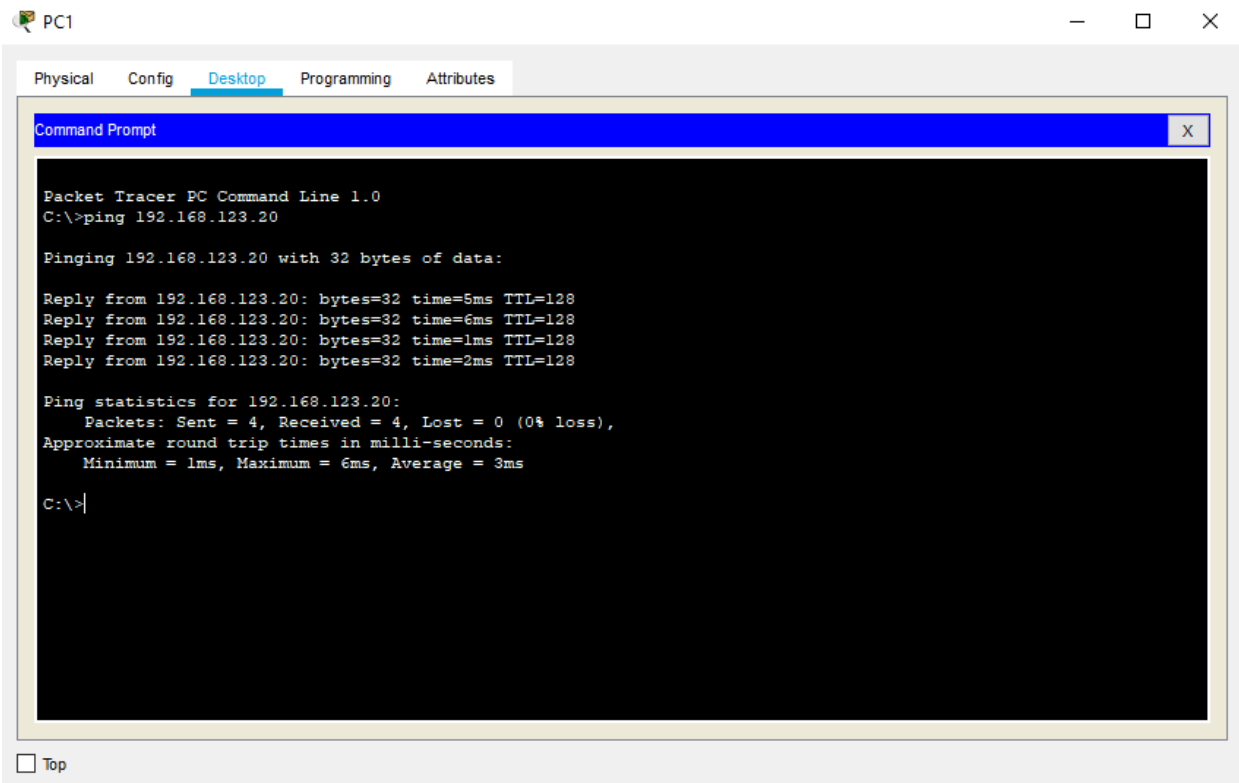 PC1
Physical Config Desktop Programming Attributes
Command Prompt X
Packet Tracer PC Command Line 1.0
C:\>ping 192.168.123.20
Pinging 192.168.123.20 with 32 bytes of data:
Reply from 192.168.123.20: bytes=32 time=5ms TTL=128
Reply from 192.168.123.20: bytes=32 time=6ms TTL=128
Reply from 192.168.123.20: bytes=32 time=1ms TTL=128
Reply from 192.168.123.20: bytes=32 time=2ms TTL=128
Ping statistics for 192.168.123.20:
Packets: Sent = 4, Received = 4, Lost = 0 (0% loss),
Approximate round trip times in milli-seconds:
Minimum = 1ms, Maximum = 6ms, Average = 3ms
C:\>
Top